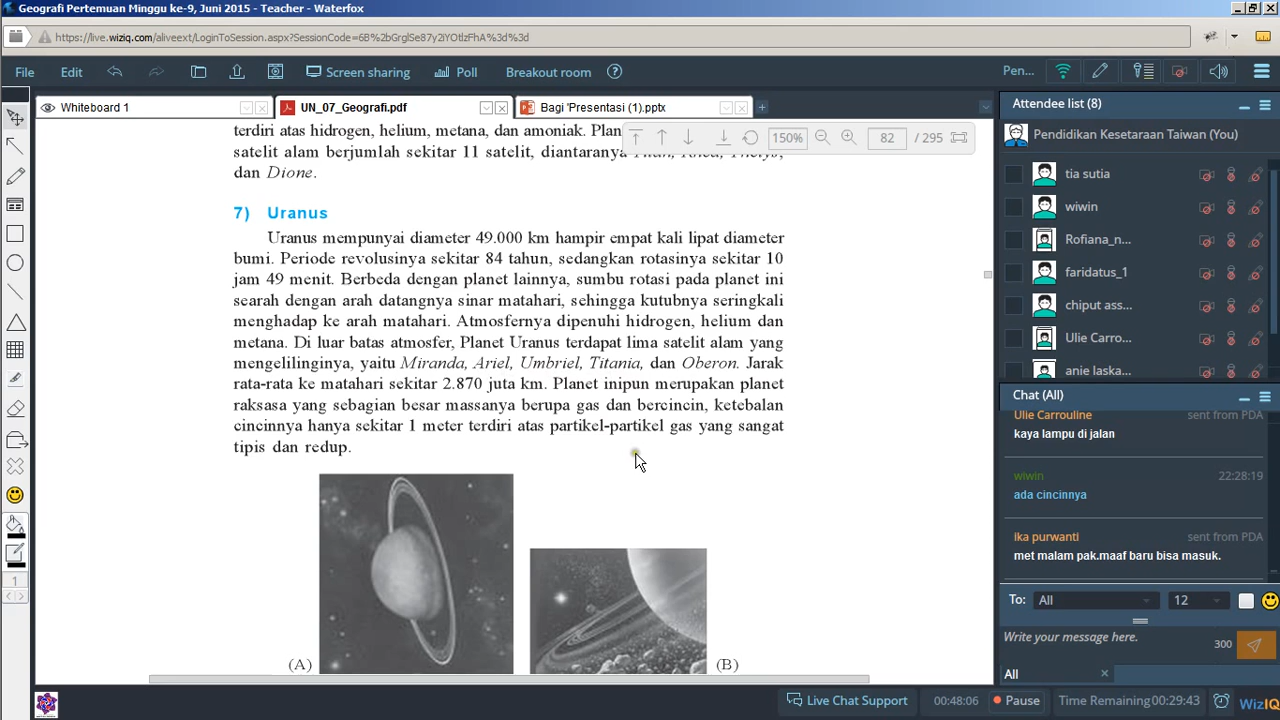 Geografi Pertemuan Minggu ke-9, Juni 2015 - Teacher - Waterfox
https://live.wiziq.com/aliveext/LoginToSession.aspx?SessionCode=6B%2bGrglSe87y2iYOtlzFhA%3d%3d
File Edit Screen sharing Poll Breakout room ? Pen...
Whiteboard 1 UN_07_Geografi.pdf Bagi 'Presentasi (1).pptx
150% 82 / 295
terdiri atas hidrogen, helium, metana, dan amoniak. Plan
satelit alam berjumlah sekitar 11 satelit, diantaranya
dan Dione.
7) Uranus
Uranus mempunyai diameter 49.000 km hampir empat kali lipat diameter
bumi. Periode revolusinya sekitar 84 tahun, sedangkan rotasinya sekitar 10
jam 49 menit. Berbeda dengan planet lainnya, sumbu rotasi pada planet ini
searah dengan arah datangnya sinar matahari, sehingga kutubnya seringkali
menghadap ke arah matahari. Atmosfernya dipenuhi hidrogen, helium dan
metana. Di luar batas atmosfer, Planet Uranus terdapat lima satelit alam yang
mengelilinginya, yaitu Miranda, Ariel, Umbriel, Titania, dan Oberon. Jarak
rata-rata ke matahari sekitar 2.870 juta km. Planet inipun merupakan planet
raksasa yang sebagian besar massanya berupa gas dan bercincin, ketebalan
cincinnya hanya sekitar 1 meter terdiri atas partikel-partikel gas yang sangat
tipis dan redup.
(A) (B)
Attendee list (8)
Pendidikan Kesetaraan Taiwan (You)
tia sutia
wiwin
Rofiana_n...
faridatus_1
chiput ass...
Ulie Carro...
anie laska...
Chat (All)
Ulie Carrouline sent from PDA
kaya lampu di jalan
wiwin 22:28:19
ada cincinnya
ika purwanti sent from PDA
met malam pak.maaf baru bisa masuk.
To: All 12
Write your message here. 300
All
1
Live Chat Support 00:48:06 Pause Time Remaining 00:29:43 WizIQ